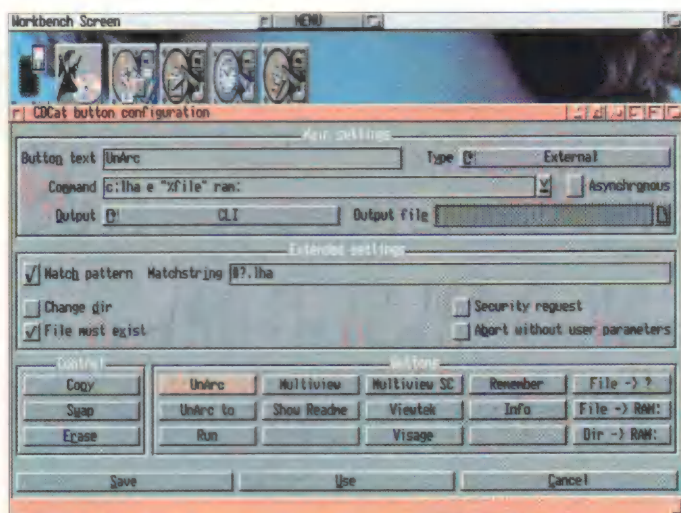 Workbench Screen
MENU
CDCat button configuration
Main settings
Button text UnArc Type External
Command c:lha e "%file" ram: Asynchronous
Output CLI Output file
Extended settings
Match pattern Matchstring #?.lha
Change dir Security request
File must exist Abort without user parameters
Control Buttons
Copy UnArc Multiview Multiview SC Remember File -> ?
Swap UnArc to Show Readme Viewtek Info File -> RAM:
Erase Run Visage Dir -> RAM:
Save Use Cancel